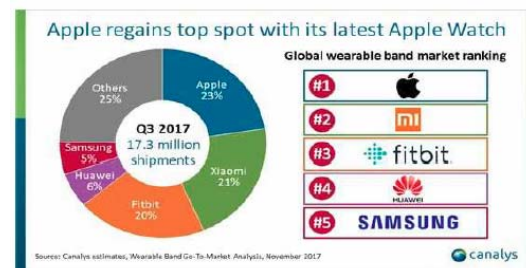 Apple regains top spot with its latest Apple Watch
Global wearable band market ranking
Others
25%
Apple
23%
Q3 2017
17.3 million
shipments
Samsung
5%
Huawei
6%
Fitbit
20%
Xiaomi
21%
#1
#2
mi
#3
fitbit
#4
HUAWEI
#5
SAMSUNG
Source: Canalys estimates, Wearable Band Go-To-Market Analysis, November 2017
canalys